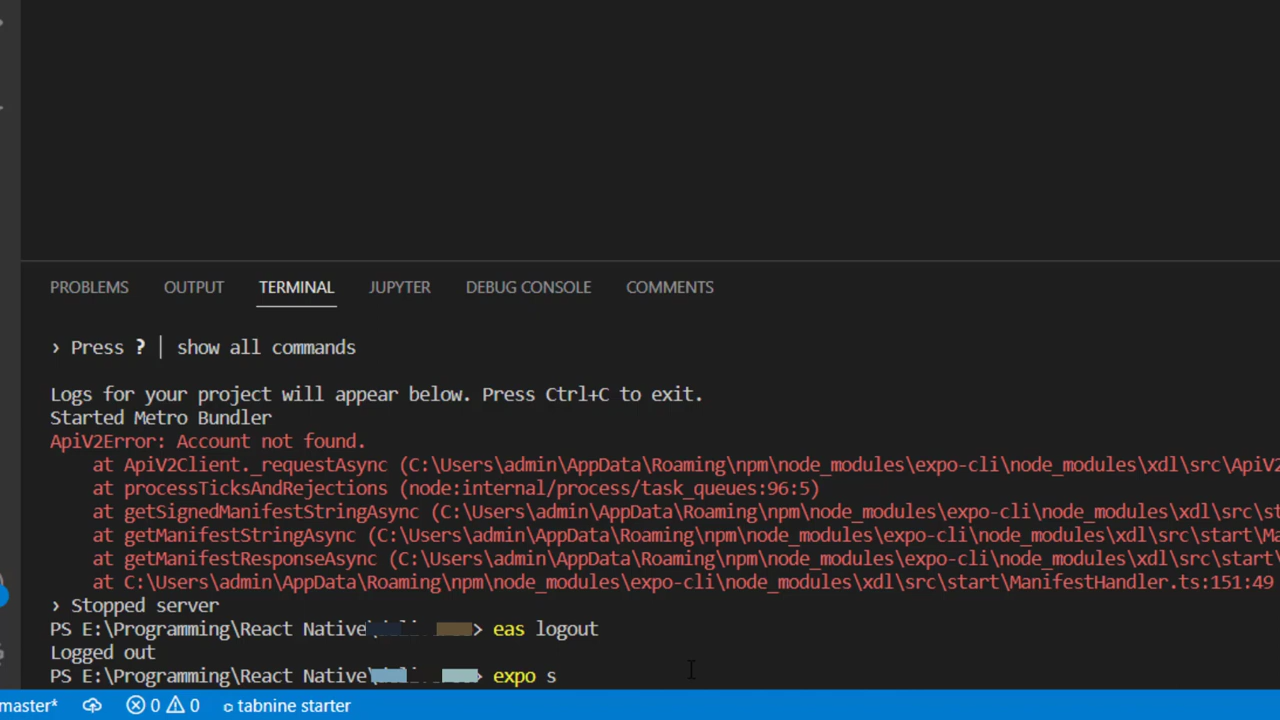 PROBLEMS OUTPUT TERMINAL JUPYTER DEBUG CONSOLE COMMENTS
› Press ? │ show all commands
Logs for your project will appear below. Press Ctrl+C to exit.
Started Metro Bundler
ApiV2Error: Account not found.
at ApiV2Client._requestAsync (C:\Users\admin\AppData\Roaming\npm\node_modules\expo-cli\node_modules\xdl\src\ApiV2
at processTicksAndRejections (node:internal/process/task_queues:96:5)
at getSignedManifestStringAsync (C:\Users\admin\AppData\Roaming\npm\node_modules\expo-cli\node_modules\xdl\src\st
at getManifestStringAsync (C:\Users\admin\AppData\Roaming\npm\node_modules\expo-cli\node_modules\xdl\src\start\Ma
at getManifestResponseAsync (C:\Users\admin\AppData\Roaming\npm\node_modules\expo-cli\node_modules\xdl\src\start\
at C:\Users\admin\AppData\Roaming\npm\node_modules\expo-cli\node_modules\xdl\src\start\ManifestHandler.ts:151:49
› Stopped server
PS E:\Programming\React Native\ > eas logout
Logged out
PS E:\Programming\React Native\ > expo s
master* 0 0 tabnine starter